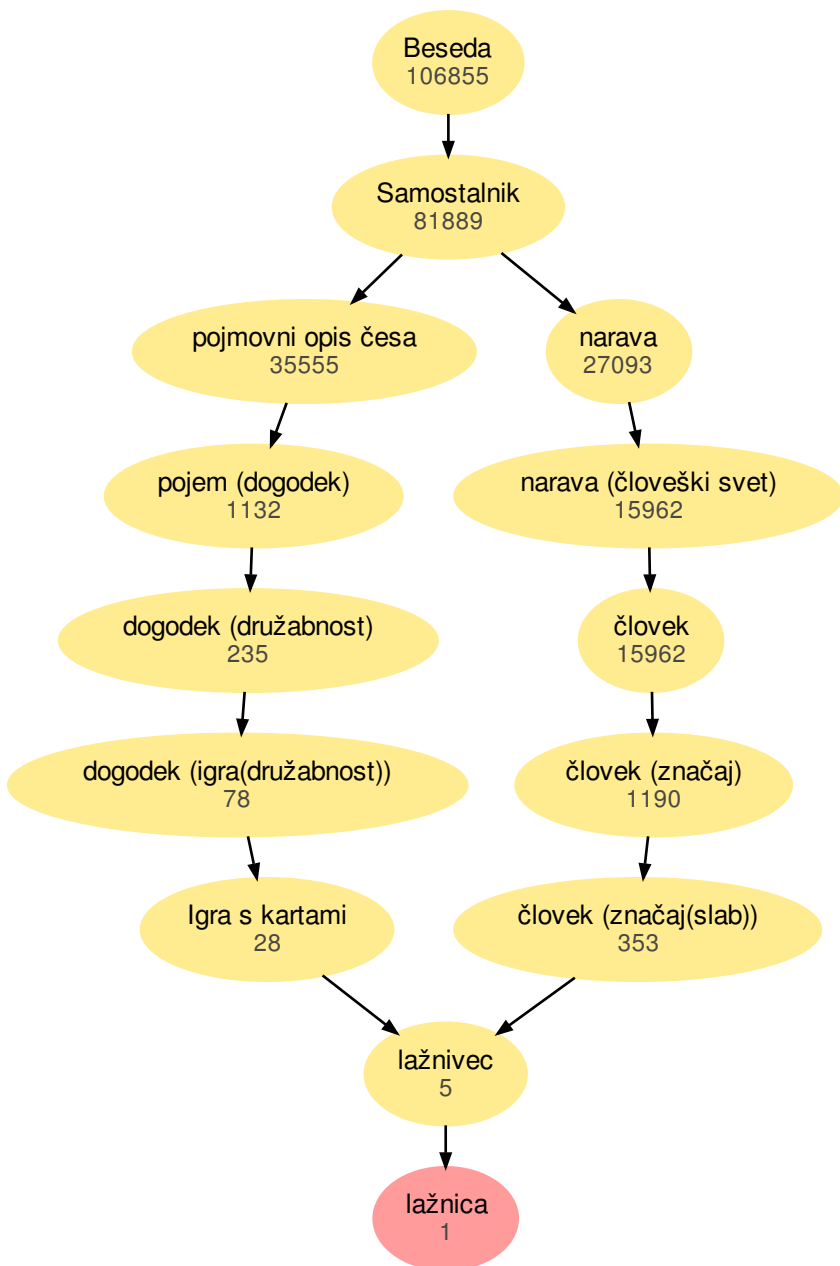 Beseda
106855
Samostalnik
81889
pojmovni opis česa
35555
narava
27093
pojem (dogodek)
1132
narava (človeški svet)
15962
dogodek (družabnost)
235
človek
15962
dogodek (igra(družabnost))
78
človek (značaj)
1190
Igra s kartami
28
človek (značaj(slab))
353
lažnivec
5
lažnica
1